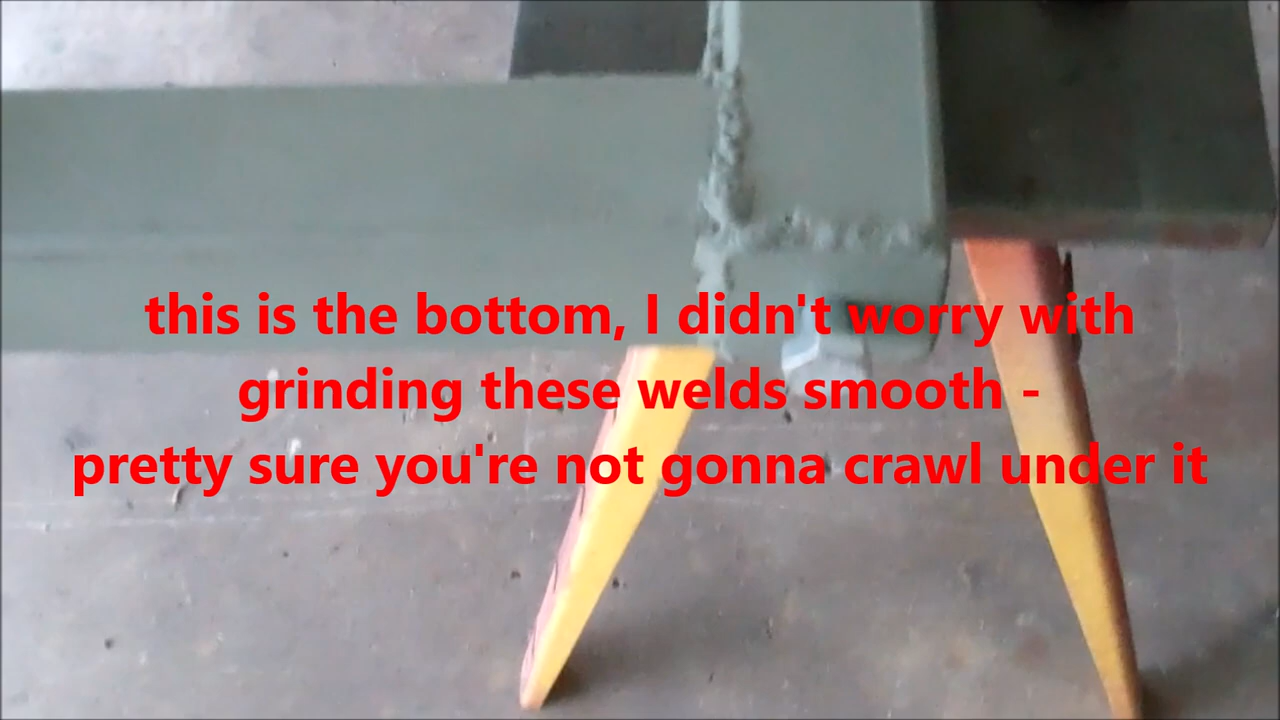 this is the bottom, I didn't worry with
grinding these welds smooth -
pretty sure you're not gonna crawl under it